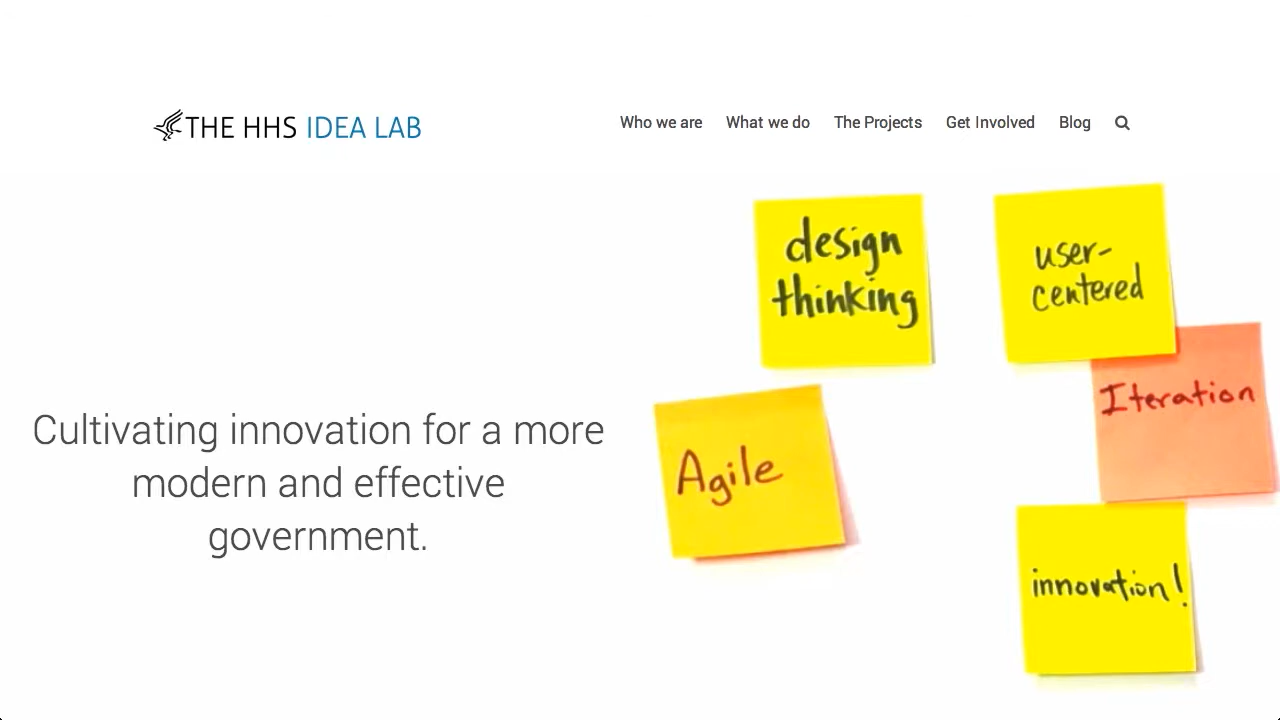 THE HHS IDEA LAB
Who we are What we do The Projects Get Involved Blog
design
thinking
user-
centered
Iteration
Agile
Cultivating innovation for a more
modern and effective
government.
innovation!